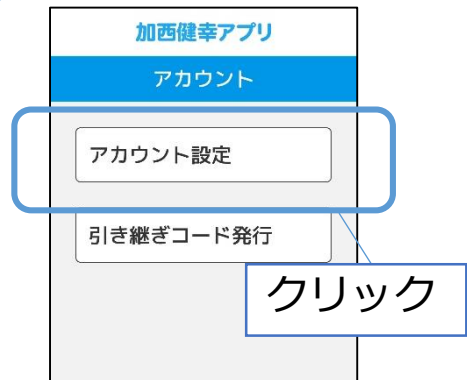 加西健幸アプリ
アカウント
アカウント設定
引き継ぎコード発行
クリック